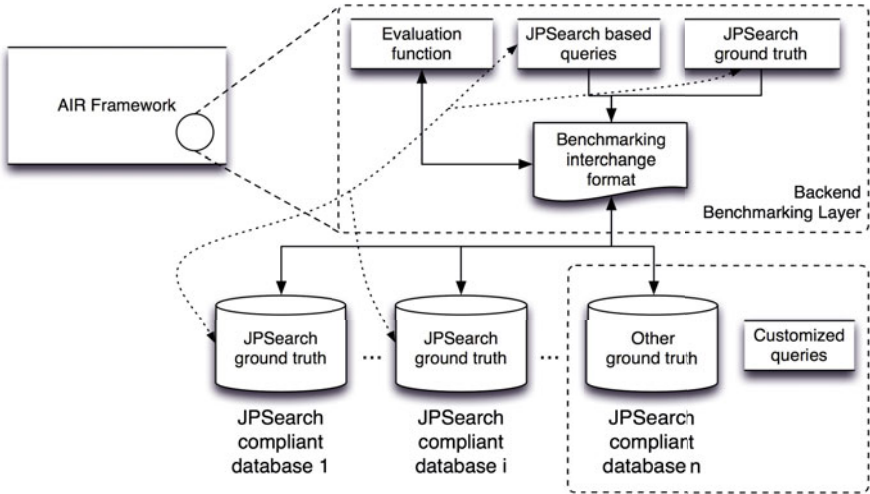 AIR Framework
Evaluation
function
JPSearch based
queries
JPSearch
ground truth
Benchmarking
interchange
format
Backend
Benchmarking Layer
JPSearch
ground truth
...
JPSearch
ground truth
...
Other
ground truth
Customized
queries
JPSearch
compliant
database 1
JPSearch
compliant
database i
JPSearch
compliant
database n